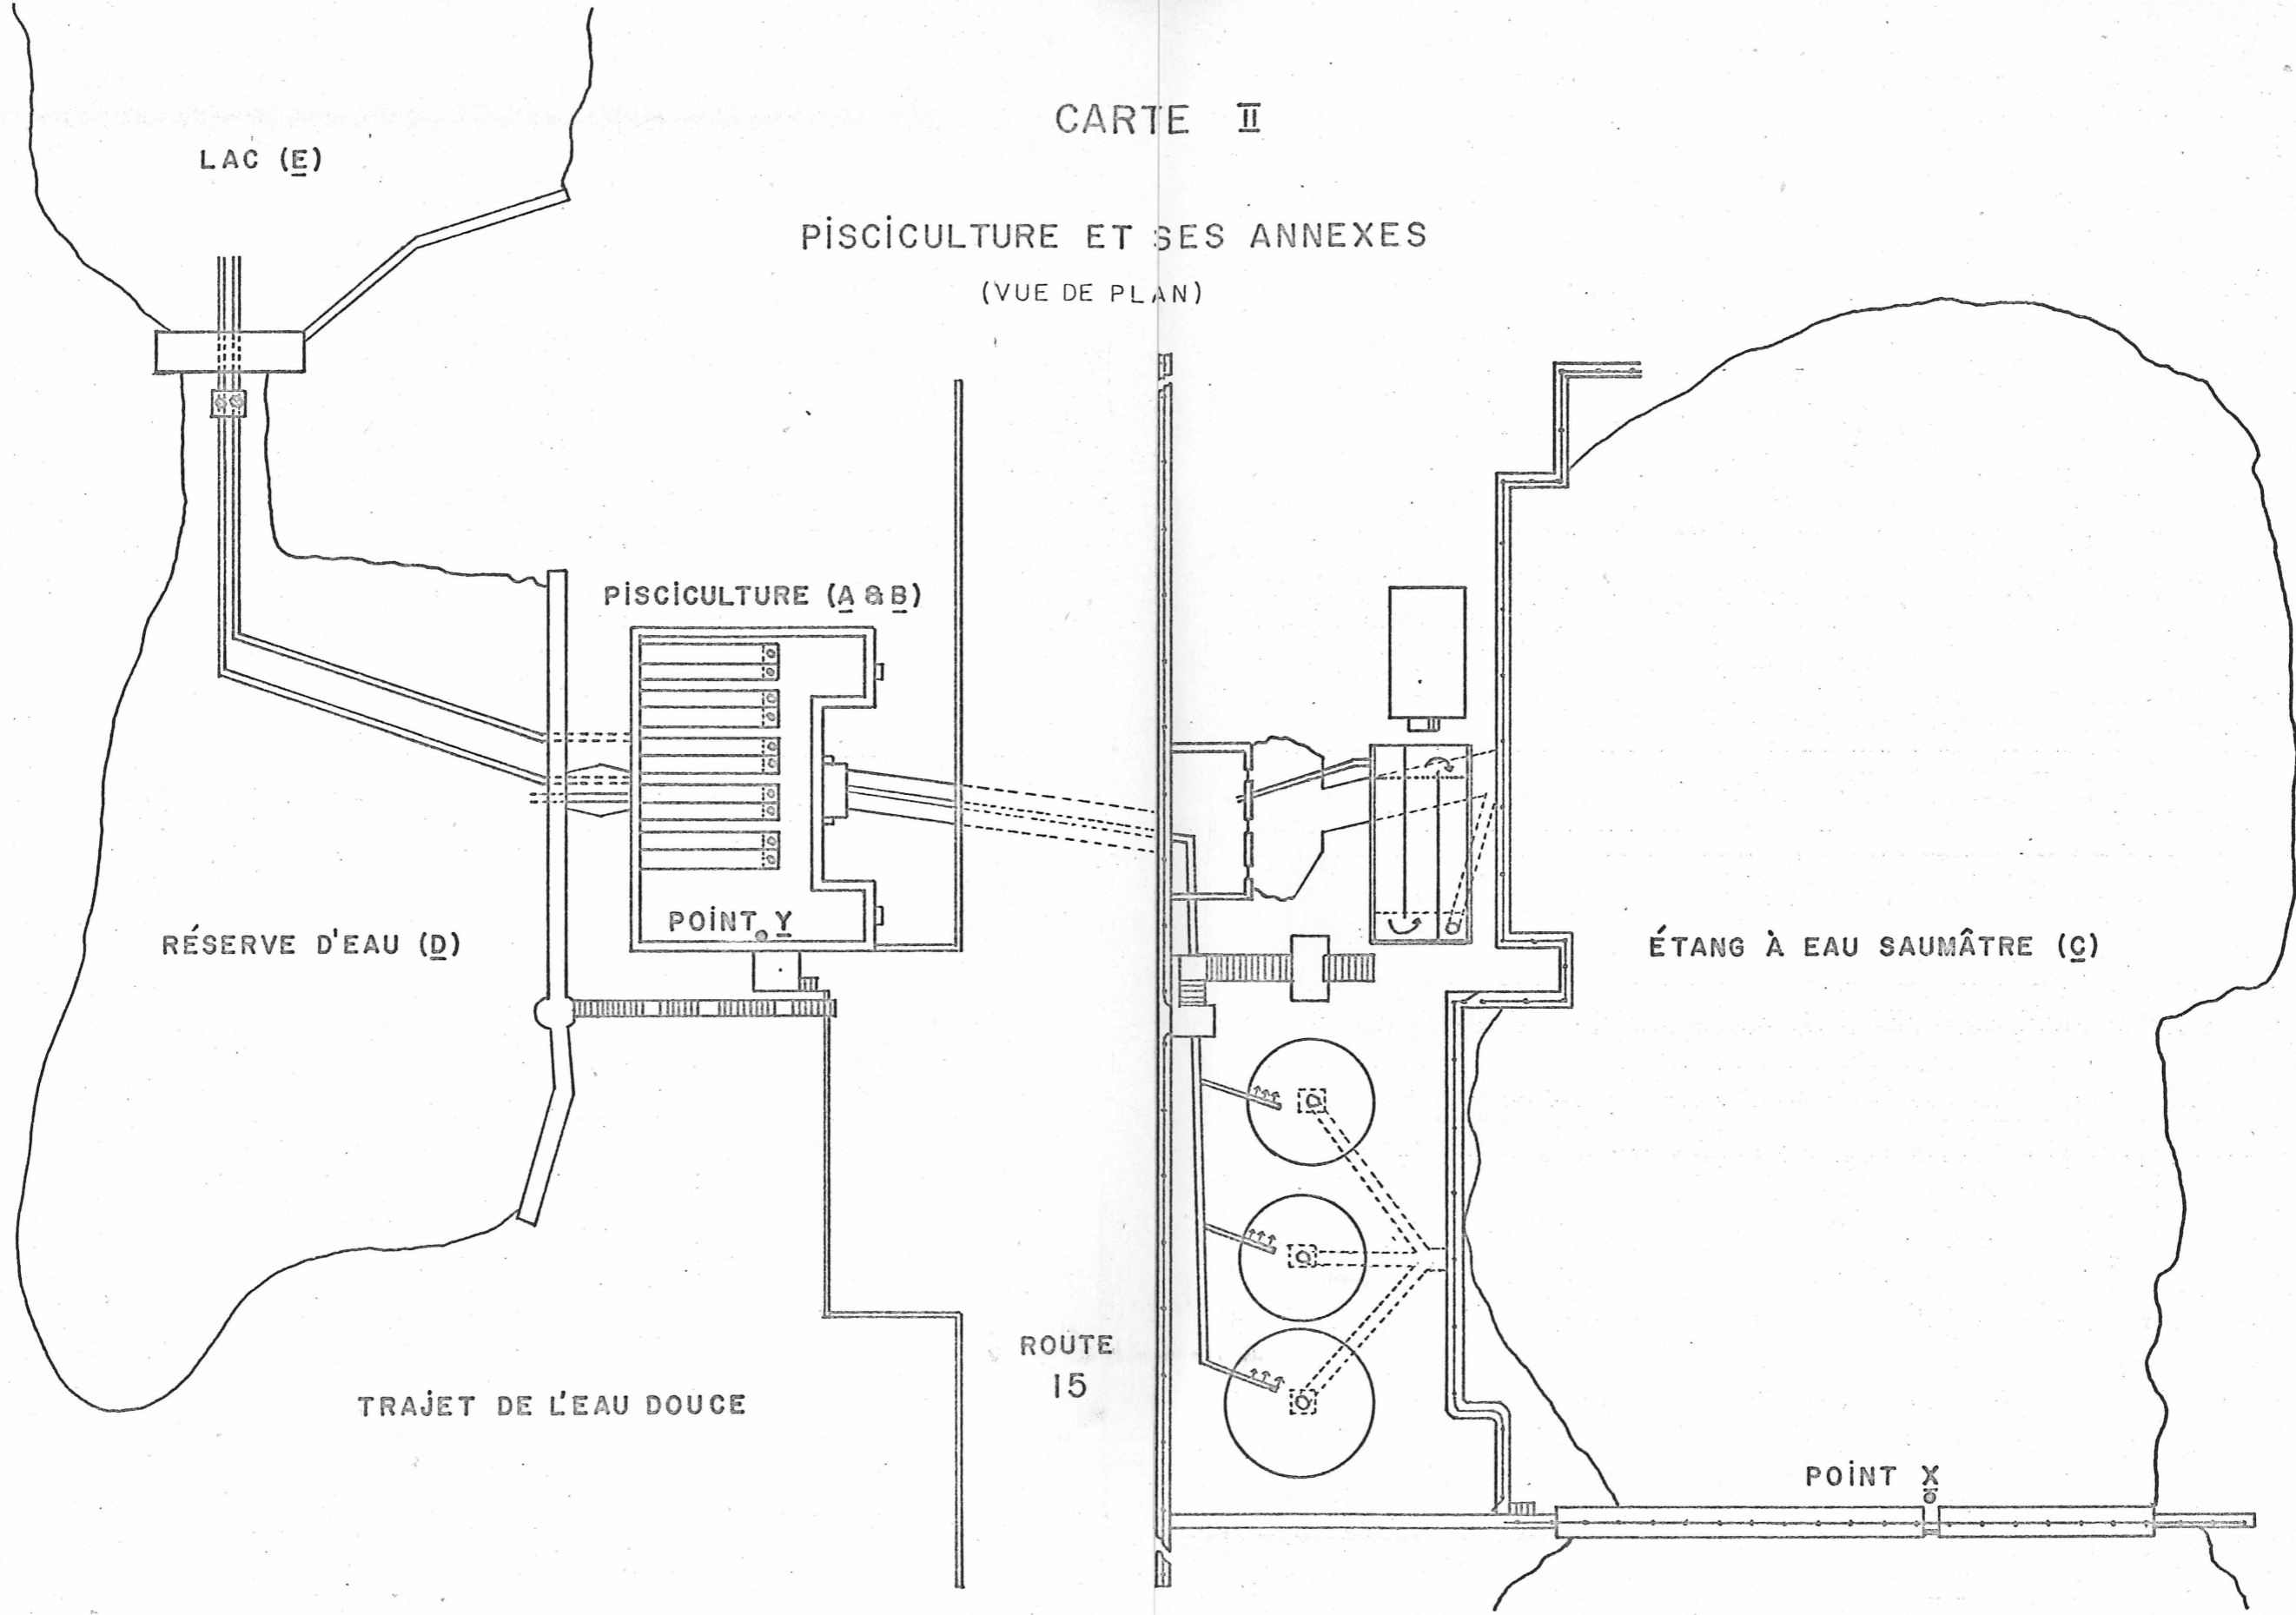 CARTE II
LAC (E)
PISCICULTURE ET SES ANNEXES
(VUE DE PLAN)
PISCICULTURE (A & B)
POINT Y
RÉSERVE D'EAU (D)
ÉTANG À EAU SAUMÂTRE (C)
ROUTE
15
TRAJET DE L'EAU DOUCE
POINT X